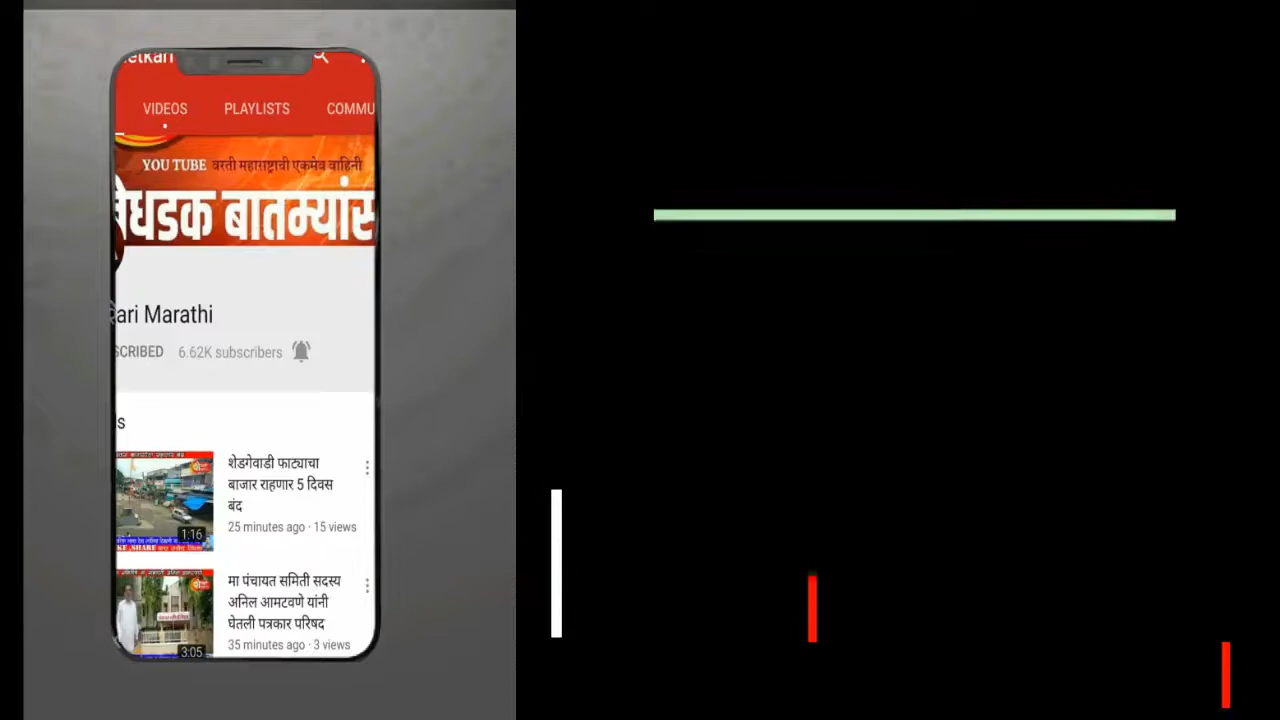 etkari
VIDEOS PLAYLISTS COMMU
YOU TUBE वरती महाराष्ट्राची एकमेव वाहिनी
बेधडक बातम्यांस
ari Marathi
SCRIBED 6.62K subscribers
s
शेडगेवाडी फाट्याचा
बाजार राहणार 5 दिवस
बंद
25 minutes ago · 15 views
1:16
मा पंचायत समिती सदस्य
अनिल आमटवणे यांनी
घेतली पत्रकार परिषद
35 minutes ago · 3 views
3:05